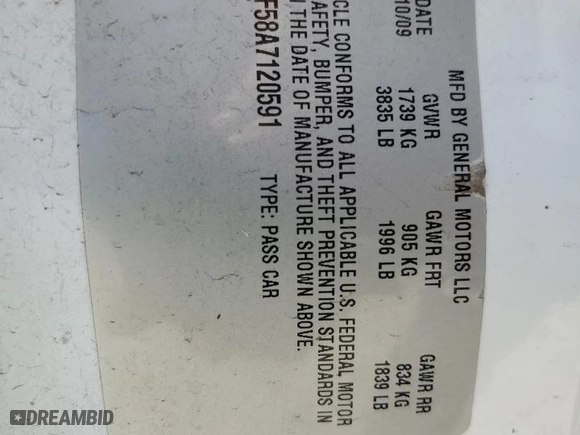 MFD BY GENERAL MOTORS LLC
DATE GVWR GAWR FRT GAWR RR
10/09 1739 KG 905 KG 834 KG
3835 LB 1996 LB 1839 LB
CLE CONFORMS TO ALL APPLICABLE U.S. FEDERAL MOTOR
AFETY, BUMPER, AND THEFT PREVENTION STANDARDS IN
THE DATE OF MANUFACTURE SHOWN ABOVE.
F58A7120591 TYPE: PASS CAR
DREAMBID